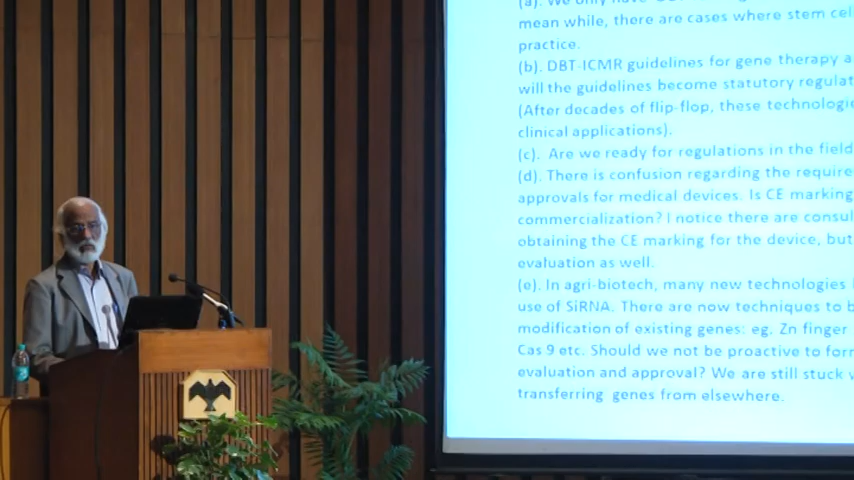 (a). We only have
mean while, there are cases where stem cel
practice.
(b). DBT-ICMR guidelines for gene therapy a
will the guidelines become statutory regulat
(After decades of flip-flop, these technologie
clinical applications).
(c). Are we ready for regulations in the field
(d). There is confusion regarding the require
approvals for medical devices. Is CE marking
commercialization? I notice there are consul
obtaining the CE marking for the device, but
evaluation as well.
(e). In agri-biotech, many new technologies
use of SiRNA. There are now techniques to b
modification of existing genes: eg. Zn finger
Cas 9 etc. Should we not be proactive to forr
evaluation and approval? We are still stuck
transferring genes from elsewhere.